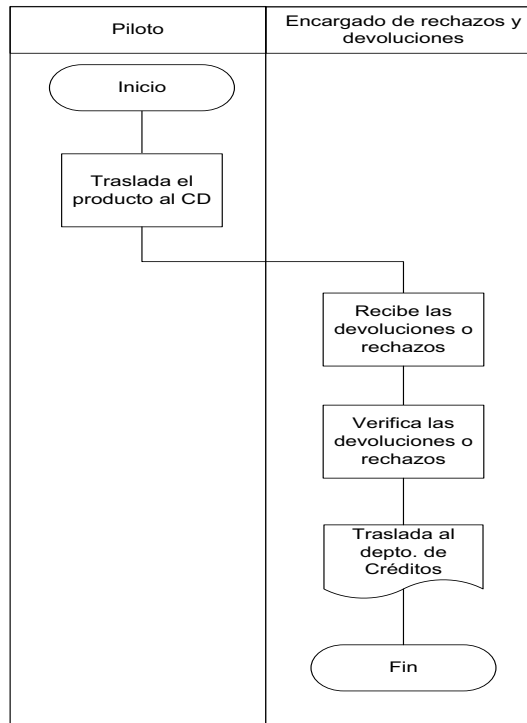 Piloto
Encargado de rechazos y
devoluciones
Inicio
Traslada el
producto al CD
Recibe las
devoluciones o
rechazos
Verifica las
devoluciones o
rechazos
Traslada al
depto. de
Créditos
Fin